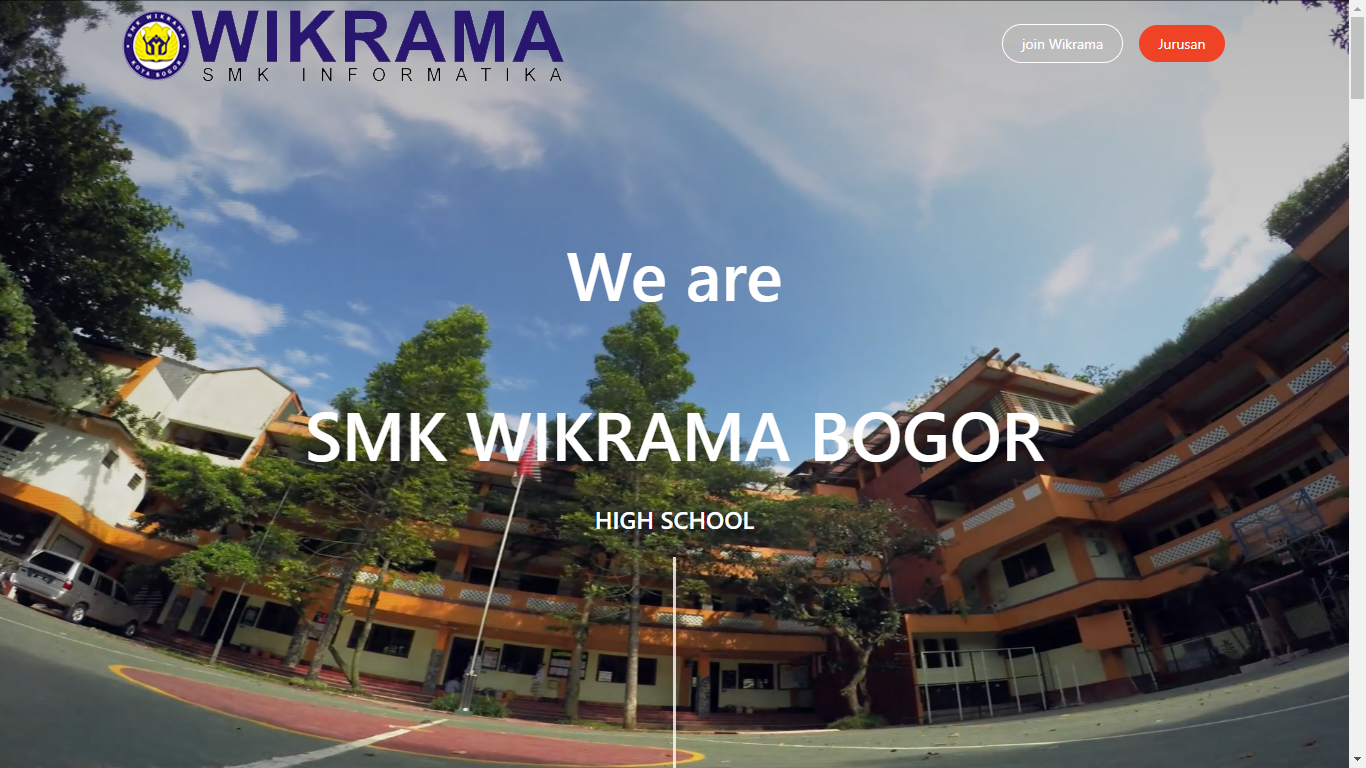 SMK WIKRAMA
KOTA BOGOR
WIKRAMA
SMK INFORMATIKA
join Wikrama
Jurusan
We are
SMK WIKRAMA BOGOR
HIGH SCHOOL